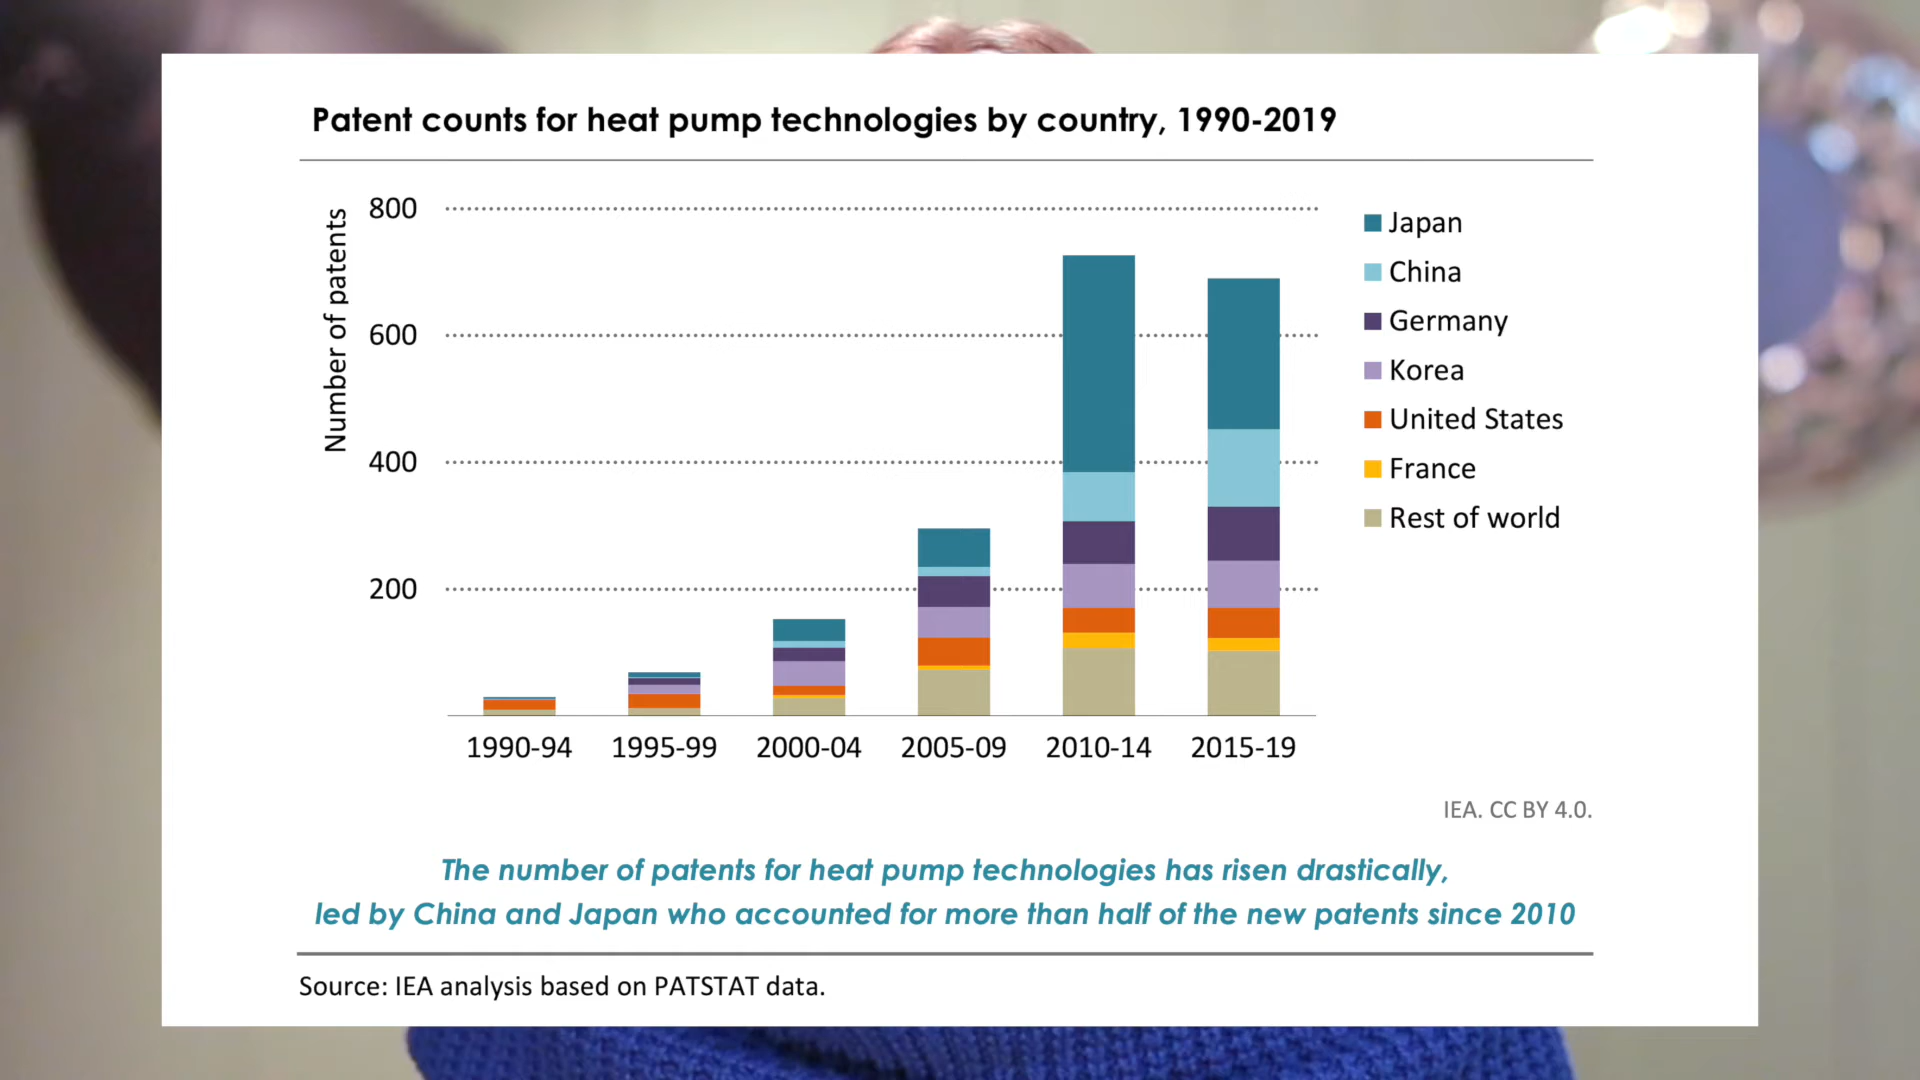 Patent counts for heat pump technologies by country, 1990-2019
Number of patents
800
600
400
200
1990-94
1995-99
2000-04
2005-09
2010-14
2015-19
Japan
China
Germany
Korea
United States
France
Rest of world
IEA. CC BY 4.0.
The number of patents for heat pump technologies has risen drastically,
led by China and Japan who accounted for more than half of the new patents since 2010
Source: IEA analysis based on PATSTAT data.